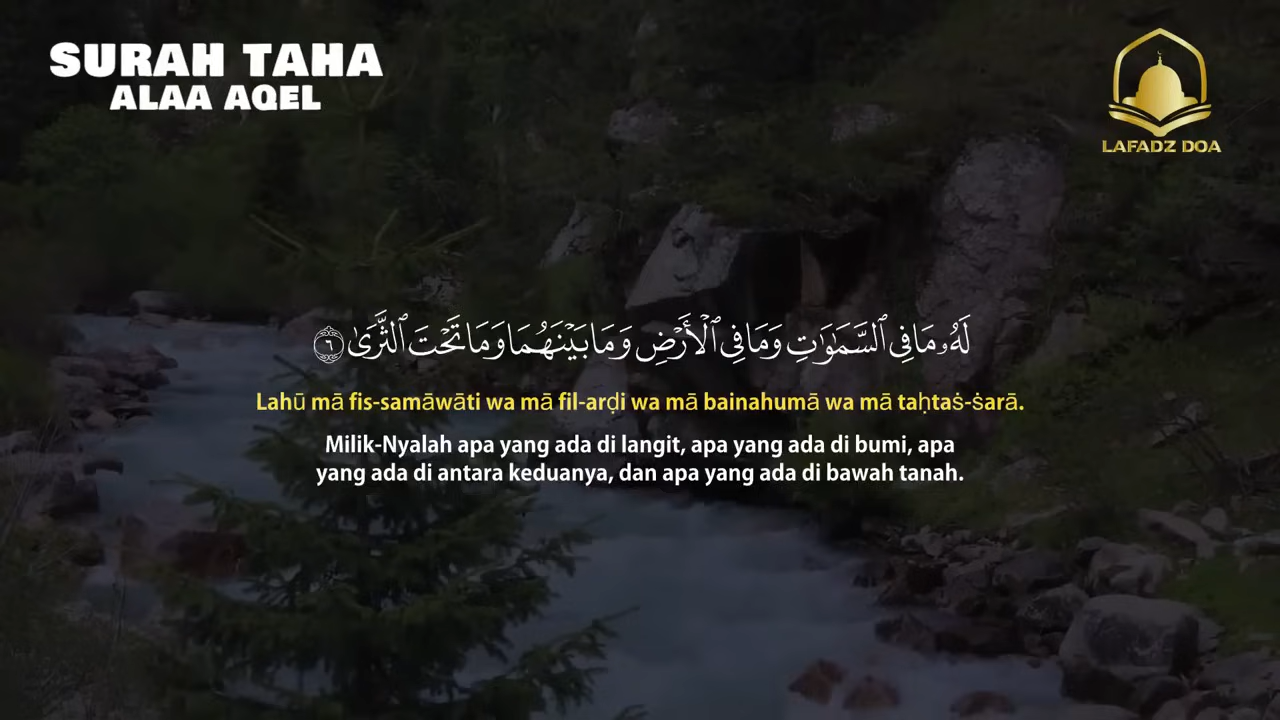 SURAH TAHA
ALAA AQEL
LAFADZ DOA
لَهُۥ مَا فِى ٱلسَّمَـٰوَٰتِ وَمَا فِى ٱلْأَرْضِ وَمَا بَيْنَهُمَا وَمَا تَحْتَ ٱلثَّرَىٰ ٦
Lahū mā fis-samāwāti wa mā fil-arḍi wa mā bainahumā wa mā taḥtaṡ-ṡarā.
Milik-Nyalah apa yang ada di langit, apa yang ada di bumi, apa
yang ada di antara keduanya, dan apa yang ada di bawah tanah.